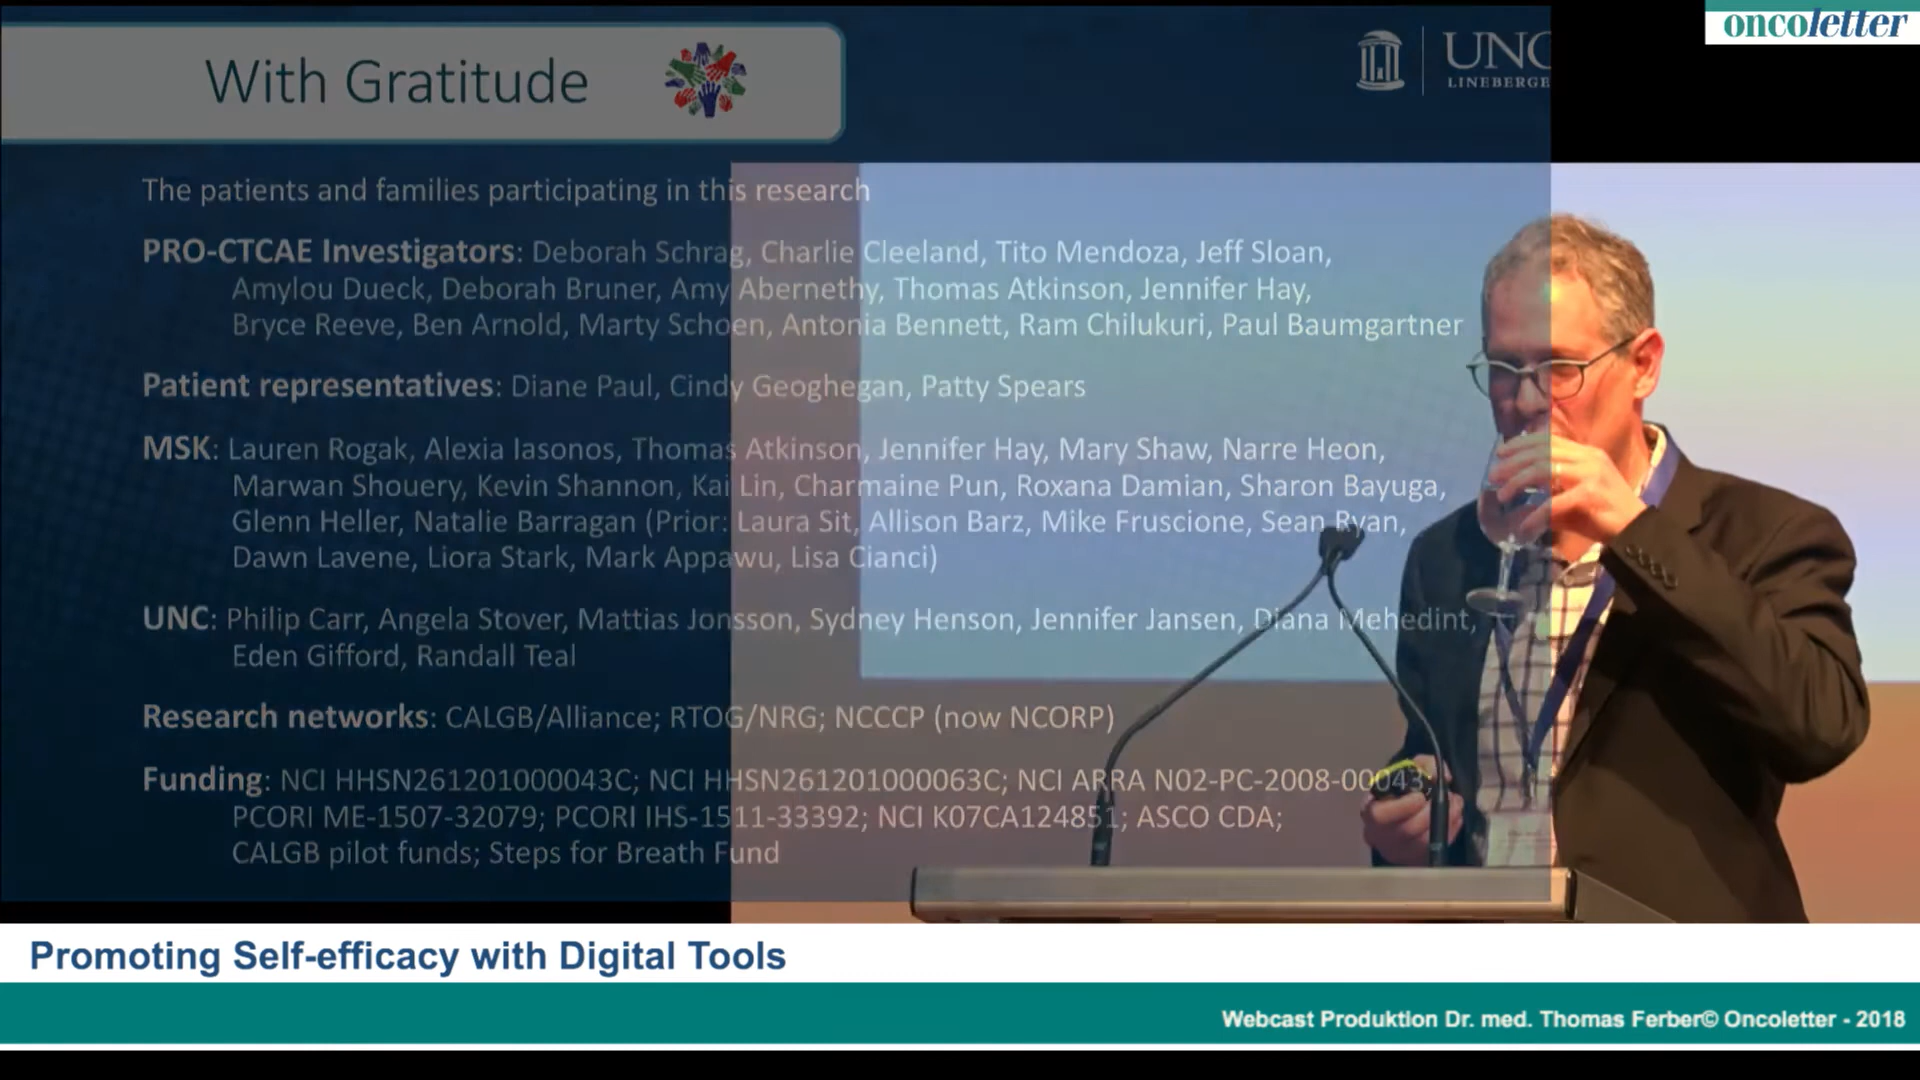 oncoletter
With Gratitude
UNC
LINEBERGE
The patients and families participating in this research
PRO-CTCAE Investigators: Deborah Schrag, Charlie Cleeland, Tito Mendoza, Jeff Sloan,
Amylou Dueck, Deborah Bruner, Amy Abernethy, Thomas Atkinson, Jennifer Hay,
Bryce Reeve, Ben Arnold, Marty Schoen, Antonia Bennett, Ram Chilukuri, Paul Baumgartner
Patient representatives: Diane Paul, Cindy Geoghegan, Patty Spears
MSK: Lauren Rogak, Alexia Iasonos, Thomas Atkinson, Jennifer Hay, Mary Shaw, Narre Heon,
Marwan Shouery, Kevin Shannon, Kai Lin, Charmaine Pun, Roxana Damian, Sharon Bayuga,
Glenn Heller, Natalie Barragan (Prior: Laura Sit, Allison Barz, Mike Fruscione, Sean Ryan,
Dawn Lavene, Liora Stark, Mark Appawu, Lisa Cianci)
UNC: Philip Carr, Angela Stover, Mattias Jonsson, Sydney Henson, Jennifer Jansen, Diana Mehedint,
Eden Gifford, Randall Teal
Research networks: CALGB/Alliance; RTOG/NRG; NCCCP (now NCORP)
Funding: NCI HHSN261201000043C; NCI HHSN261201000063C; NCI ARRA N02-PC-2008-00043;
PCORI ME-1507-32079; PCORI IHS-1511-33392; NCI K07CA124851; ASCO CDA;
CALGB pilot funds; Steps for Breath Fund
Promoting Self-efficacy with Digital Tools
Webcast Produktion Dr. med. Thomas Ferber© Oncoletter - 2018